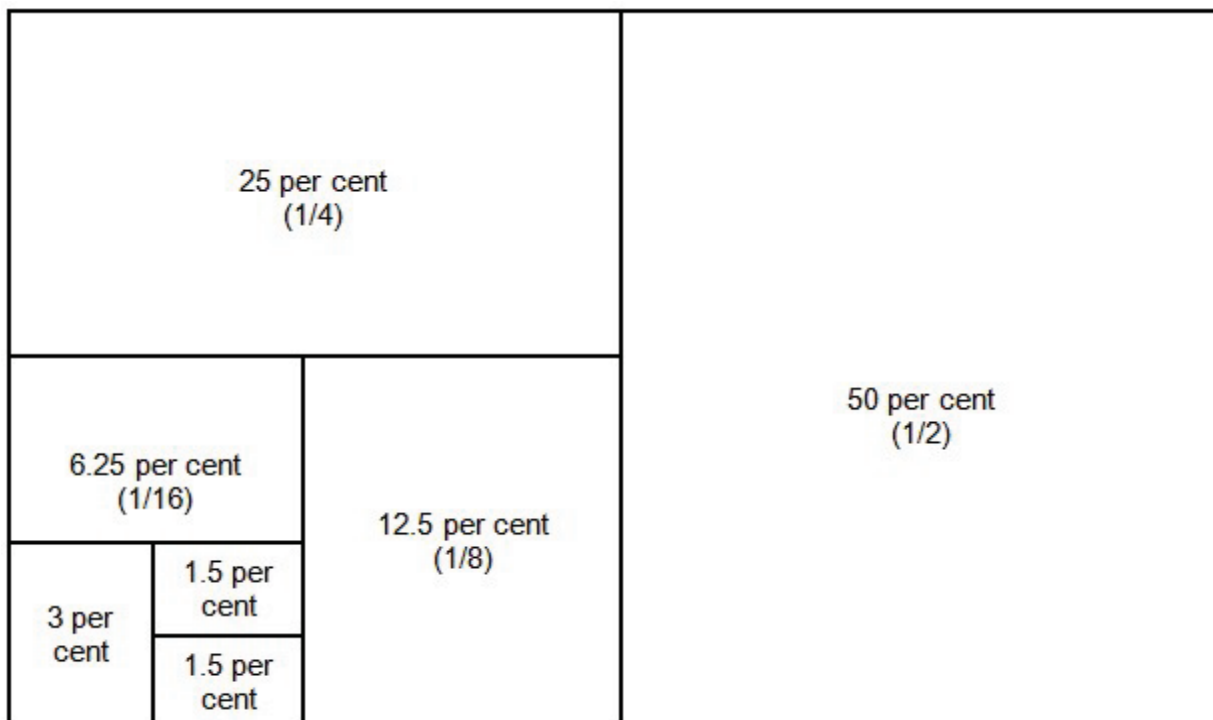 25 per cent
(1/4)
50 per cent
(1/2)
6.25 per cent
(1/16)
12.5 per cent
(1/8)
1.5 per
cent
3 per
cent
1.5 per
cent